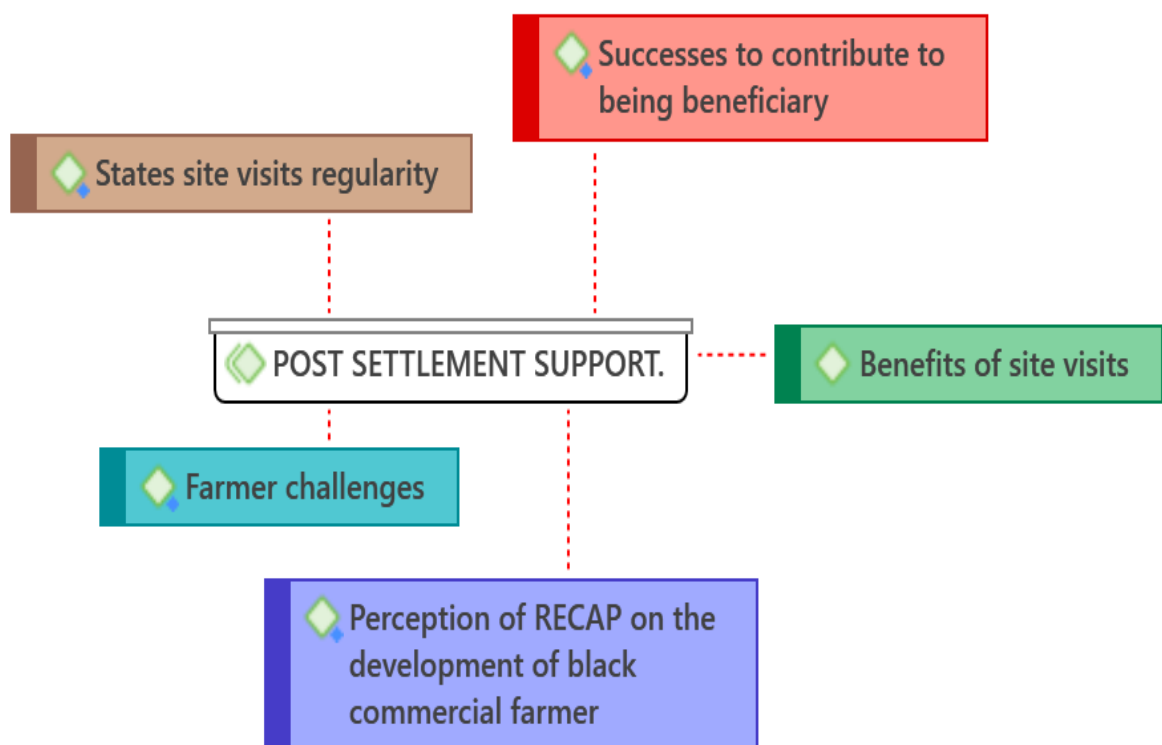 Successes to contribute to
being beneficiary
States site visits regularity
POST SETTLEMENT SUPPORT.
Benefits of site visits
Farmer challenges
Perception of RECAP on the
development of black
commercial farmer